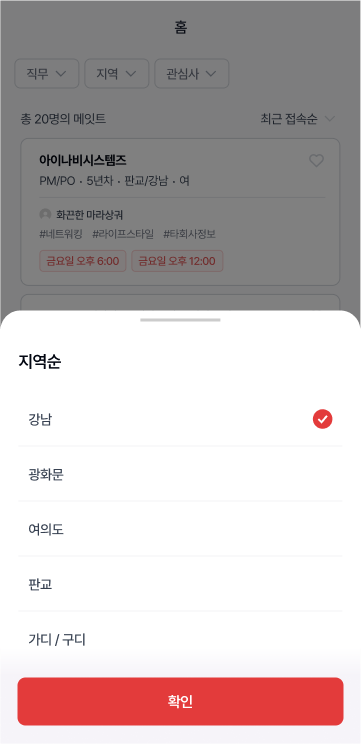 홈
직무 지역 관심사
총 20명의 메잇트 최근 접속순
아이나비시스템즈
PM/PO · 5년차 · 판교/강남 · 여
화끈한 마라샹궈
#네트워킹 #라이프스타일 #타회사정보
금요일 오후 6:00 금요일 오후 12:00
지역순
강남
광화문
여의도
판교
가디 / 구디
확인